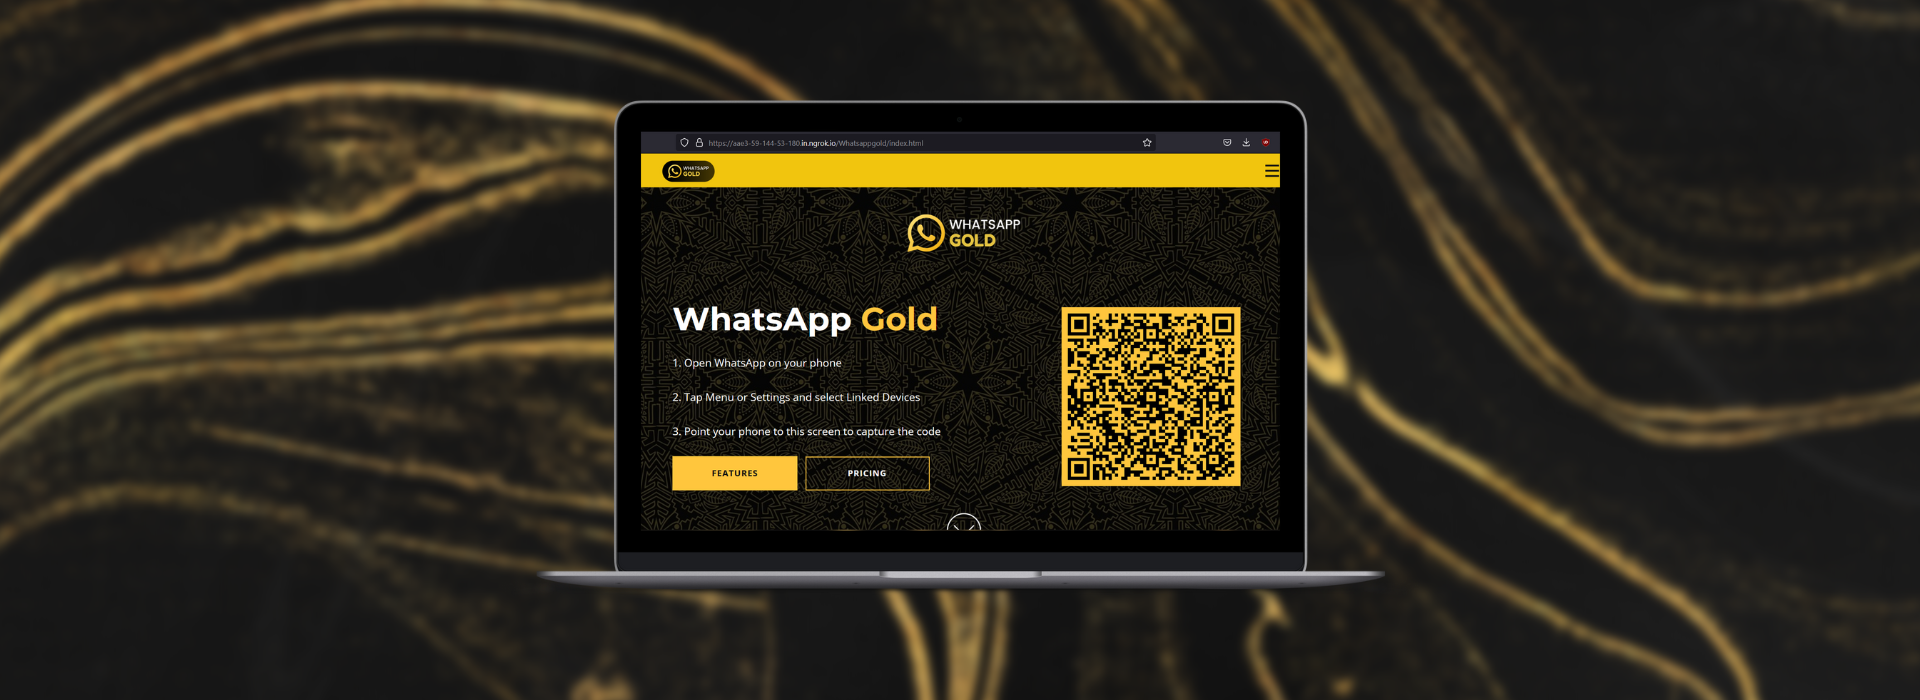 https://aae3-59-144-53-180.in.ngrok.io/Whatsappgold/index.html
WHATSAPP
GOLD
WHATSAPP
GOLD
WhatsApp Gold
1. Open WhatsApp on your phone
2. Tap Menu or Settings and select Linked Devices
3. Point your phone to this screen to capture the code
FEATURES
PRICING